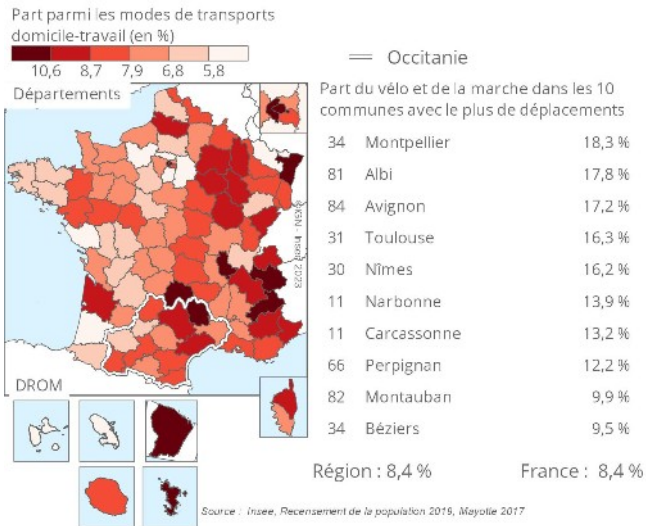 Part parmi les modes de transports
domicile-travail (en %)
10,6 8,7 7,9 6,8 5,8
Départements
Occitanie
Part du vélo et de la marche dans les 10
communes avec le plus de déplacements
34 Montpellier 18,3 %
81 Albi 17,8 %
84 Avignon 17,2 %
31 Toulouse 16,3 %
30 Nîmes 16,2 %
11 Narbonne 13,9 %
11 Carcassonne 13,2 %
66 Perpignan 12,2 %
82 Montauban 9,9 %
34 Béziers 9,5 %
Région : 8,4 % France : 8,4 %
DROM
Source : Insee, Recensement de la population 2019, Mayotte 2017
Insee 2023